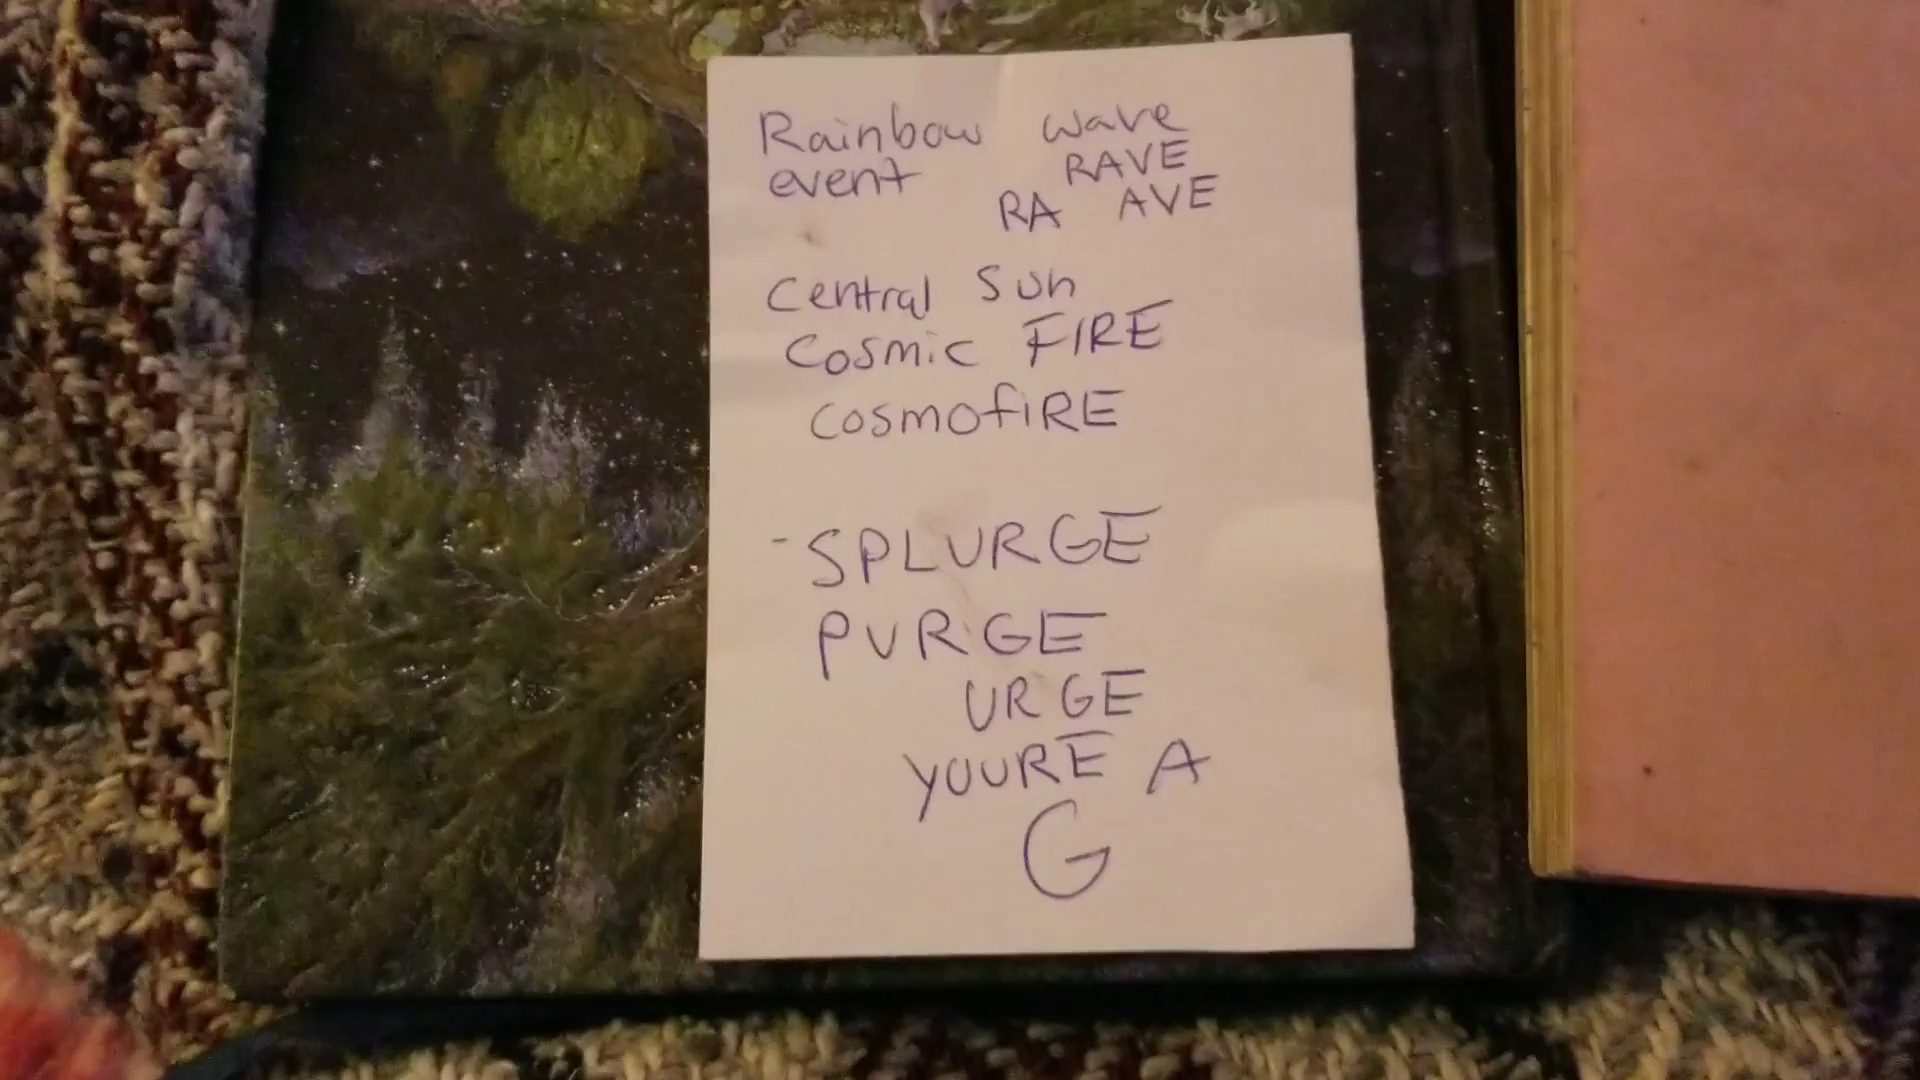 Rainbow wave
event RAVE
RA AVE
Central Sun
Cosmic FIRE
COSMOfiRE
- SPLURGE
PURGE
URGE
YOURE A
G